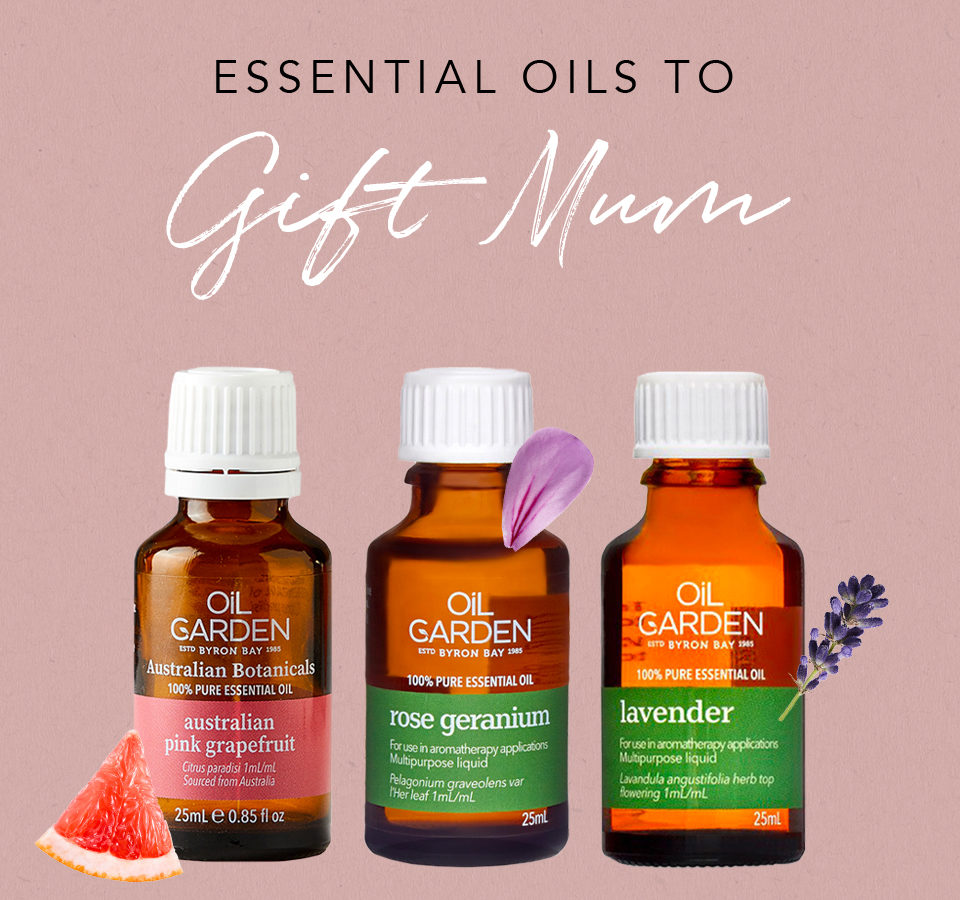 ESSENTIAL OILS TO
Gift Mum
OiL
GARDEN
ESTD BYRON BAY 1985
Australian Botanicals
100% PURE ESSENTIAL OIL
australian
pink grapefruit
Citrus paradisi 1mL/mL
Sourced from Australia
25mL ℮ 0.85 fl oz
OiL
GARDEN
ESTD BYRON BAY 1985
100% PURE ESSENTIAL OIL
rose geranium
For use in aromatherapy applications
Multipurpose liquid
Pelagonium graveolens var
l'Her leaf 1mL/mL
25mL
OiL
GARDEN
ESTD BYRON BAY 1985
100% PURE ESSENTIAL OIL
lavender
For use in aromatherapy applications
Multipurpose liquid
Lavandula angustifolia herb top
flowering 1mL/mL
25mL